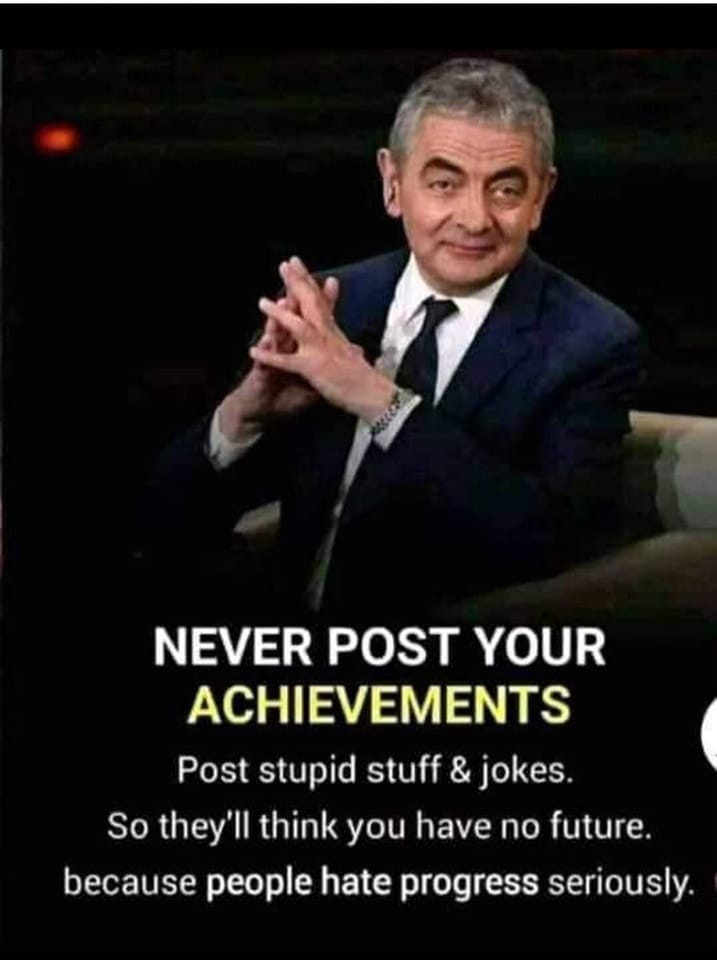 NEVER POST YOUR
ACHIEVEMENTS
Post stupid stuff & jokes.
So they'll think you have no future.
because people hate progress seriously.